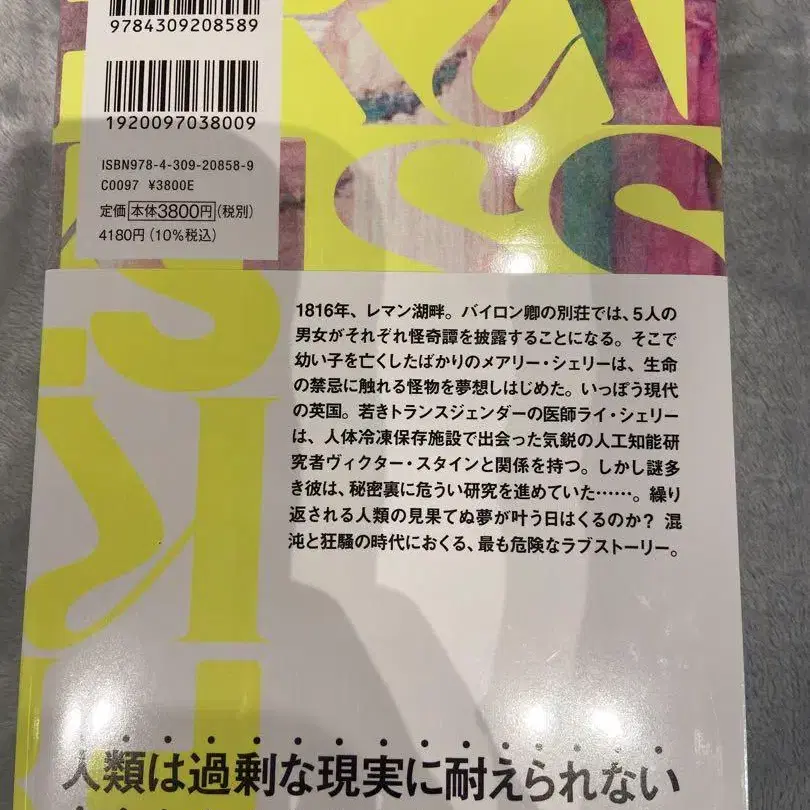 9784309208589
1920097038009
ISBN978-4-309-20858-9
C0097 ¥3800E
定価 本体3800円(税別)
4180円(10%税込)
1816年、レマン湖畔。バイロン卿の別荘では、5人の
男女がそれぞれ怪奇譚を披露することになる。そこで
幼い子を亡くしたばかりのメアリー・シェリーは、生命
の禁忌に触れる怪物を夢想しはじめた。いっぽう現代
の英国。若きトランスジェンダーの医師ライ・シェリー
は、人体冷凍保存施設で出会った気鋭の人工知能研
究者ヴィクター・スタインと関係を持つ。しかし謎多
き彼は、秘密裏に危うい研究を進めていた……。繰り
返される人類の見果てぬ夢が叶う日はくるのか? 混
沌と狂騒の時代におくる、最も危険なラブストーリー。
人類は過剰な現実に耐えられない